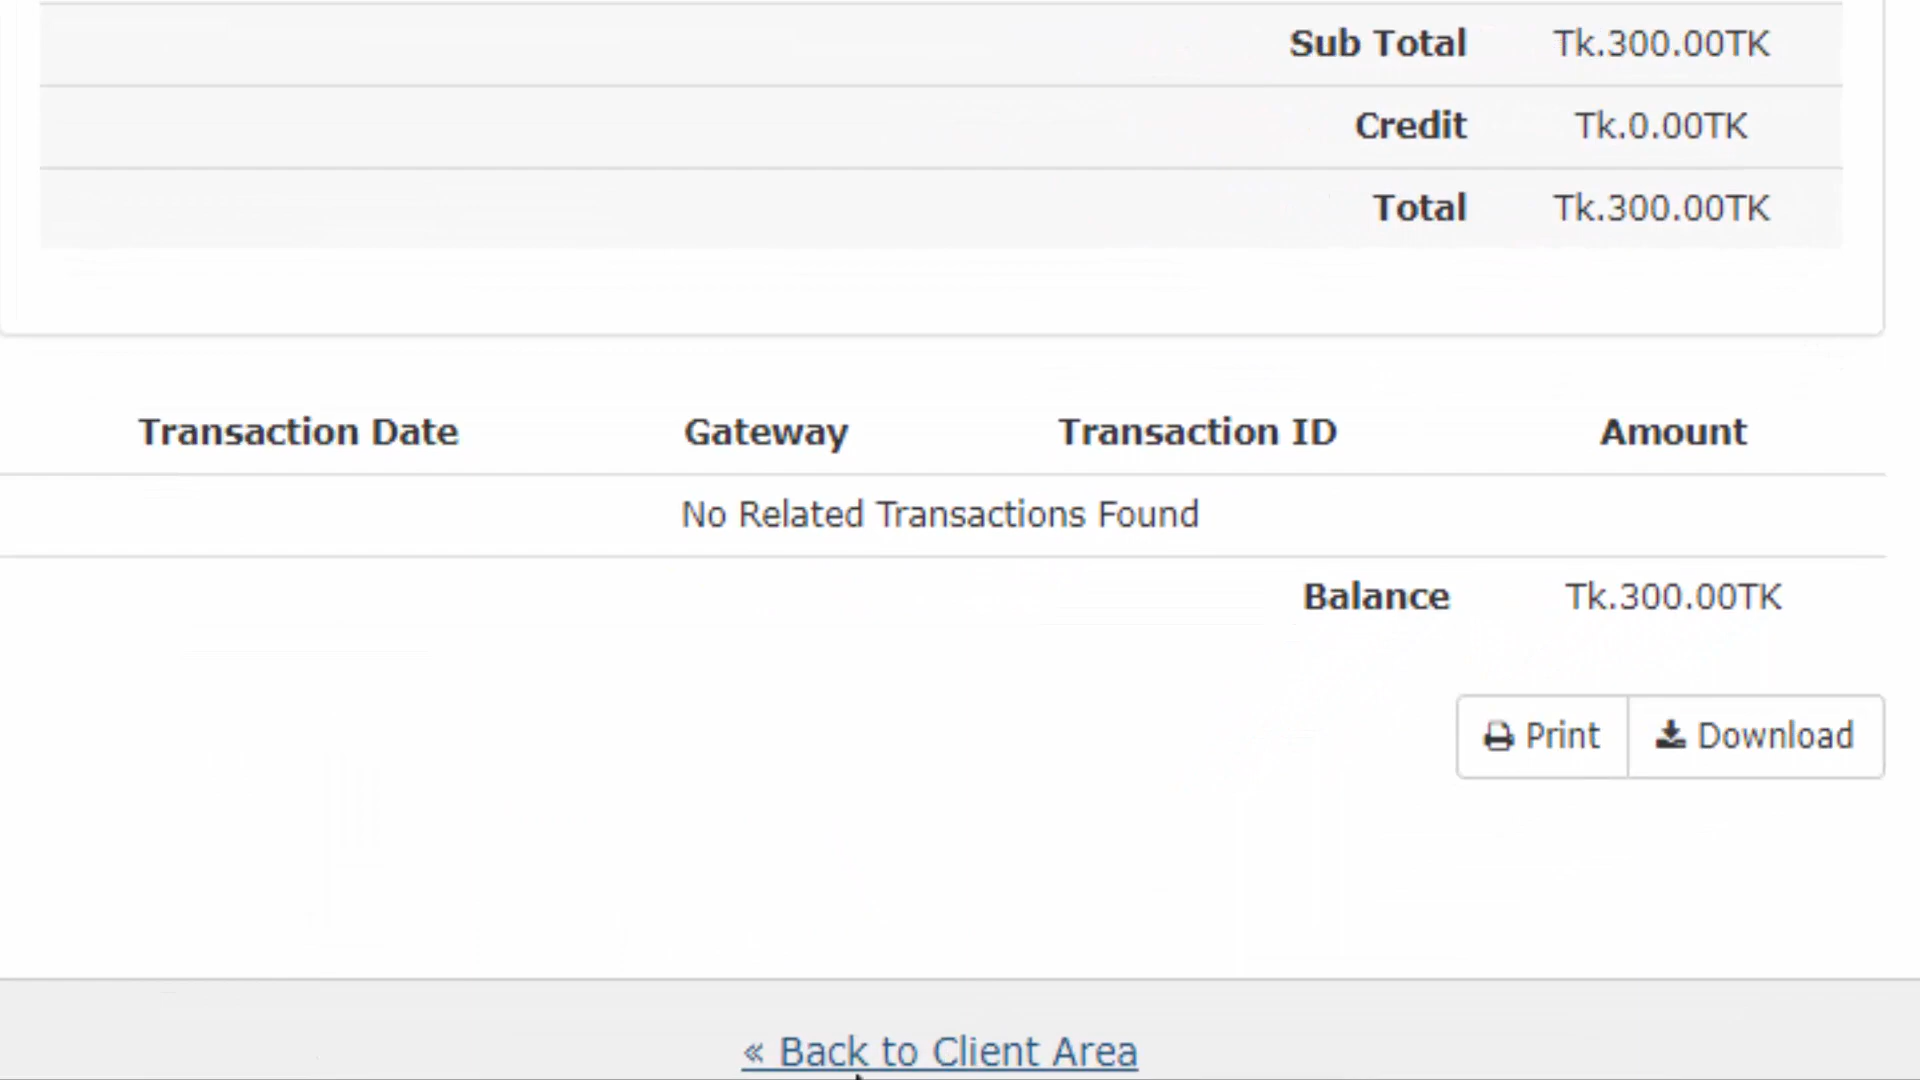 Sub Total Tk.300.00TK
Credit Tk.0.00TK
Total Tk.300.00TK
Transaction Date Gateway Transaction ID Amount
No Related Transactions Found
Balance Tk.300.00TK
Print Download
« Back to Client Area